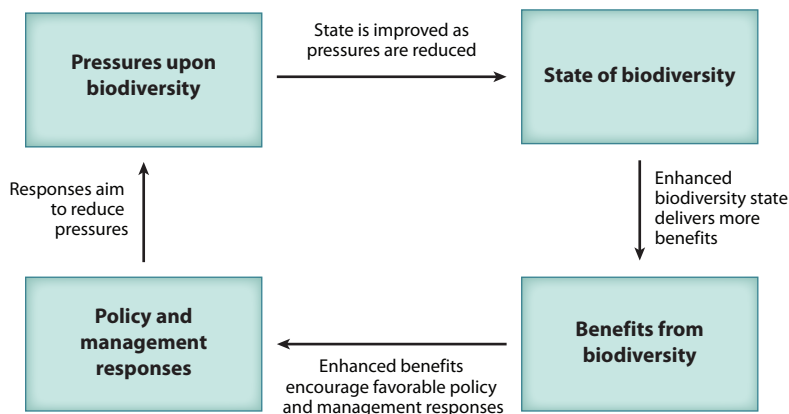 Pressures upon
biodiversity
State is improved as
pressures are reduced
State of biodiversity
Enhanced
biodiversity state
delivers more
benefits
Benefits from
biodiversity
Enhanced benefits
encourage favorable policy
and management responses
Policy and
management
responses
Responses aim
to reduce
pressures